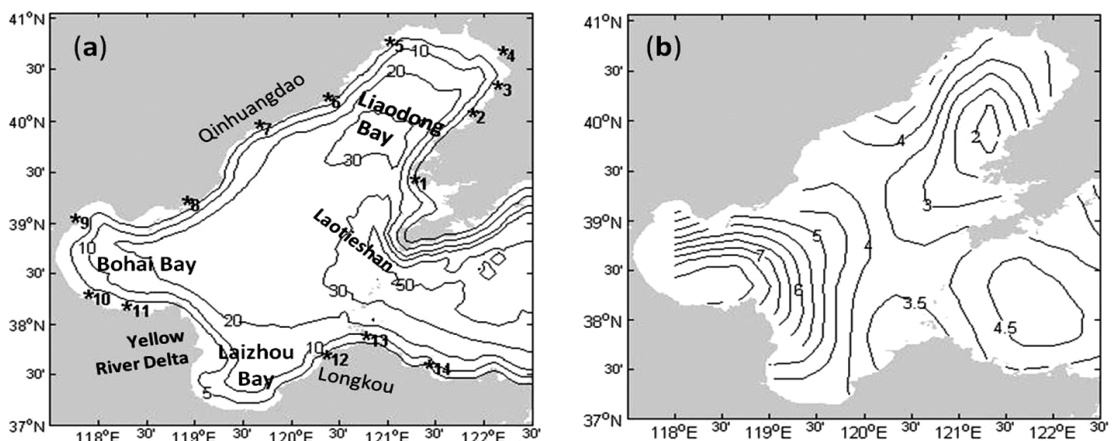 (a)
41°N
30'
40°N
30'
39°N
30'
38°N
30'
37°N
118°E
30'
119°E
30'
120°E
30'
121°E
30'
122°E
*5
10
*4
20
*3
Liaodong
Bay
*2
*6
Qinhuangdao
*7
30
*1
*8
*9
Laotieshan
10
Bohai Bay
*10
*11
30
50
20
Yellow
River Delta
Laizhou
Bay
10
*12
*13
*14
Longkou
5
(b)
41°N
30'
40°N
30'
39°N
30'
38°N
30'
37°N
118°E
30'
119°E
30'
120°E
30'
121°E
30'
122°E
4
2
3
5
4
7
6
3.5
4.5